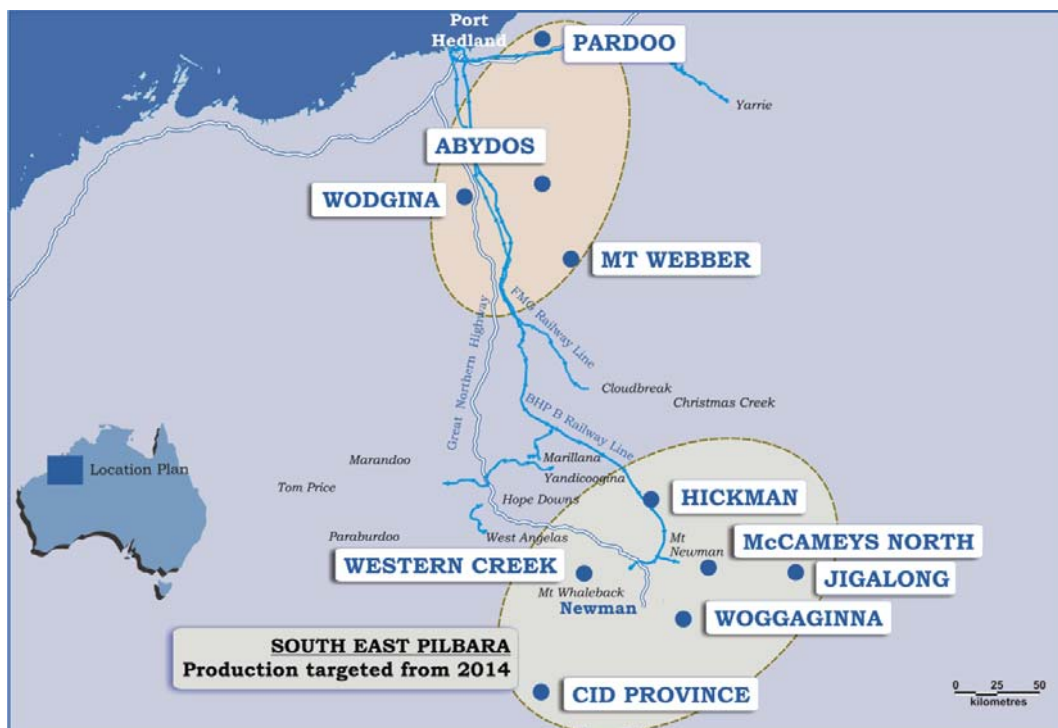 Port
Hedland
PARDOO
Yarrie
ABYDOS
WODGINA
MT WEBBER
FMG Railway Line
Great Northern Highway
Cloudbreak
Christmas Creek
BHP B Railway Line
Marandoo
Marillana
Location Plan
Yandicoogina
Tom Price
Hope Downs
HICKMAN
Paraburdoo
West Angelas
Mt
Newman
McCAMEYS NORTH
WESTERN CREEK
JIGALONG
Mt Whaleback
Newman
WOGGAGINNA
SOUTH EAST PILBARA
Production targeted from 2014
CID PROVINCE
0 25 50
kilometres